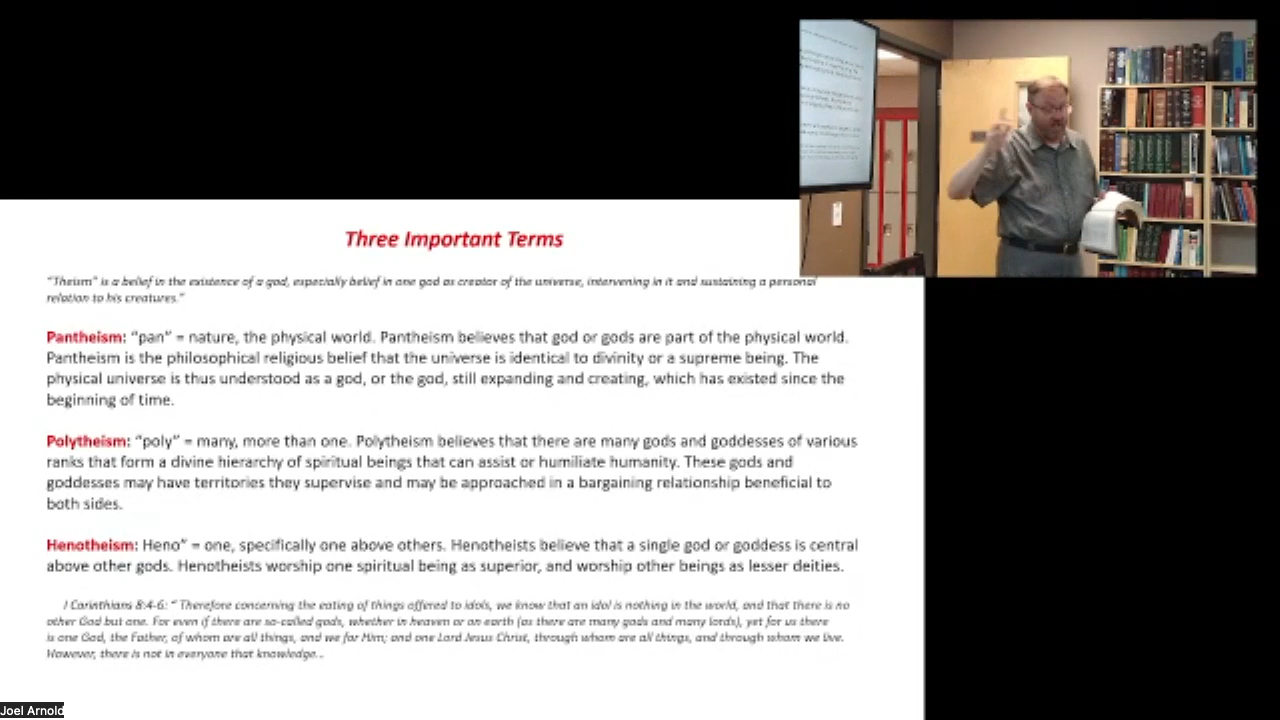 Three Important Terms
“Theism” is a belief in the existence of a god, especially belief in one god as creator of the universe, intervening in it and sustaining a personal
relation to his creatures.”
Pantheism: “pan” = nature, the physical world. Pantheism believes that god or gods are part of the physical world.
Pantheism is the philosophical religious belief that the universe is identical to divinity or a supreme being. The
physical universe is thus understood as a god, or the god, still expanding and creating, which has existed since the
beginning of time.
Polytheism: “poly” = many, more than one. Polytheism believes that there are many gods and goddesses of various
ranks that form a divine hierarchy of spiritual beings that can assist or humiliate humanity. These gods and
goddesses may have territories they supervise and may be approached in a bargaining relationship beneficial to
both sides.
Henotheism: Heno” = one, specifically one above others. Henotheists believe that a single god or goddess is central
above other gods. Henotheists worship one spiritual being as superior, and worship other beings as lesser deities.
I Corinthians 8:4-6: “ Therefore concerning the eating of things offered to idols, we know that an idol is nothing in the world, and that there is no
other God but one. For even if there are so-called gods, whether in heaven or on earth (as there are many gods and many lords), yet for us there
is one God, the Father, of whom are all things, and we for Him; and one Lord Jesus Christ, through whom are all things, and through whom we live.
However, there is not in everyone that knowledge...
Joel Arnold